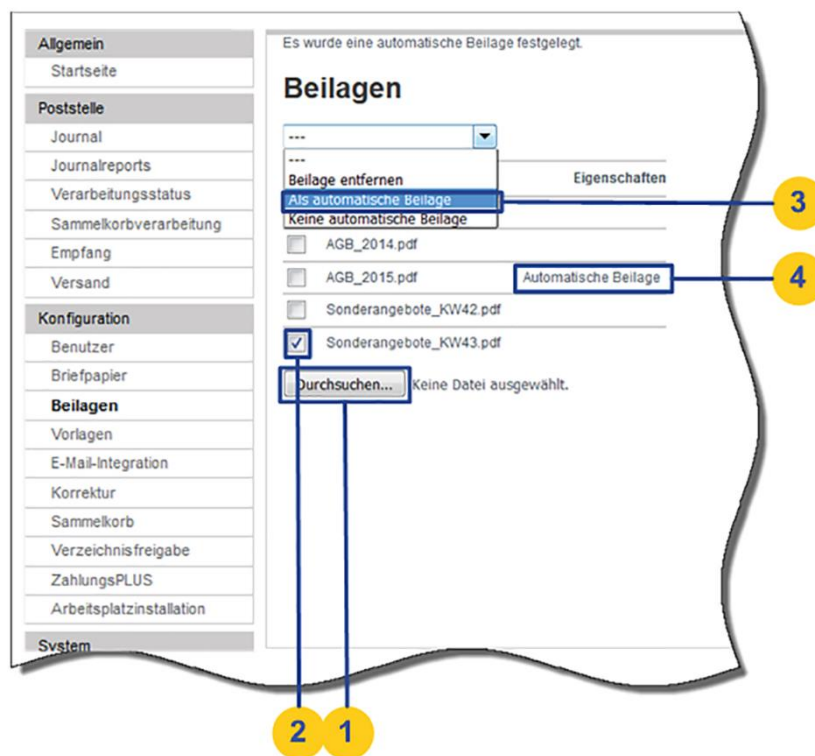 Allgemein
Startseite
Poststelle
Journal
Journalreports
Verarbeitungsstatus
Sammelkorbverarbeitung
Empfang
Versand
Konfiguration
Benutzer
Briefpapier
Beilagen
Vorlagen
E-Mail-Integration
Korrektur
Sammelkorb
Verzeichnisfreigabe
ZahlungsPLUS
Arbeitsplatzinstallation
System
Es wurde eine automatische Beilage festgelegt.
Beilagen
---
---
Beilage entfernen
Eigenschaften
Als automatische Beilage
3
Keine automatische Beilage
AGB_2014.pdf
AGB_2015.pdf Automatische Beilage
4
Sonderangebote_KW42.pdf
Sonderangebote_KW43.pdf
Durchsuchen... Keine Datei ausgewählt.
2 1